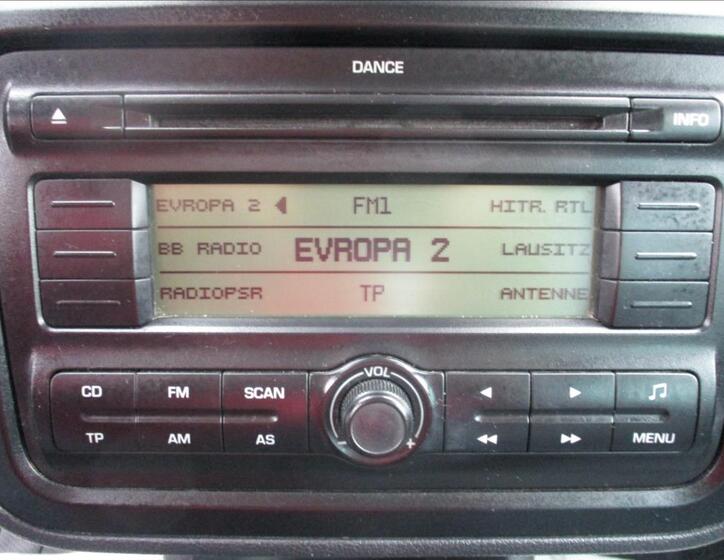 DANCE
INFO
EVROPA 2 FM1 HITR. RTL
BB RADIO EVROPA 2 LAUSITZ
RADIOPSR TP ANTENNE
VOL
CD FM SCAN
TP AM AS
- +
MENU